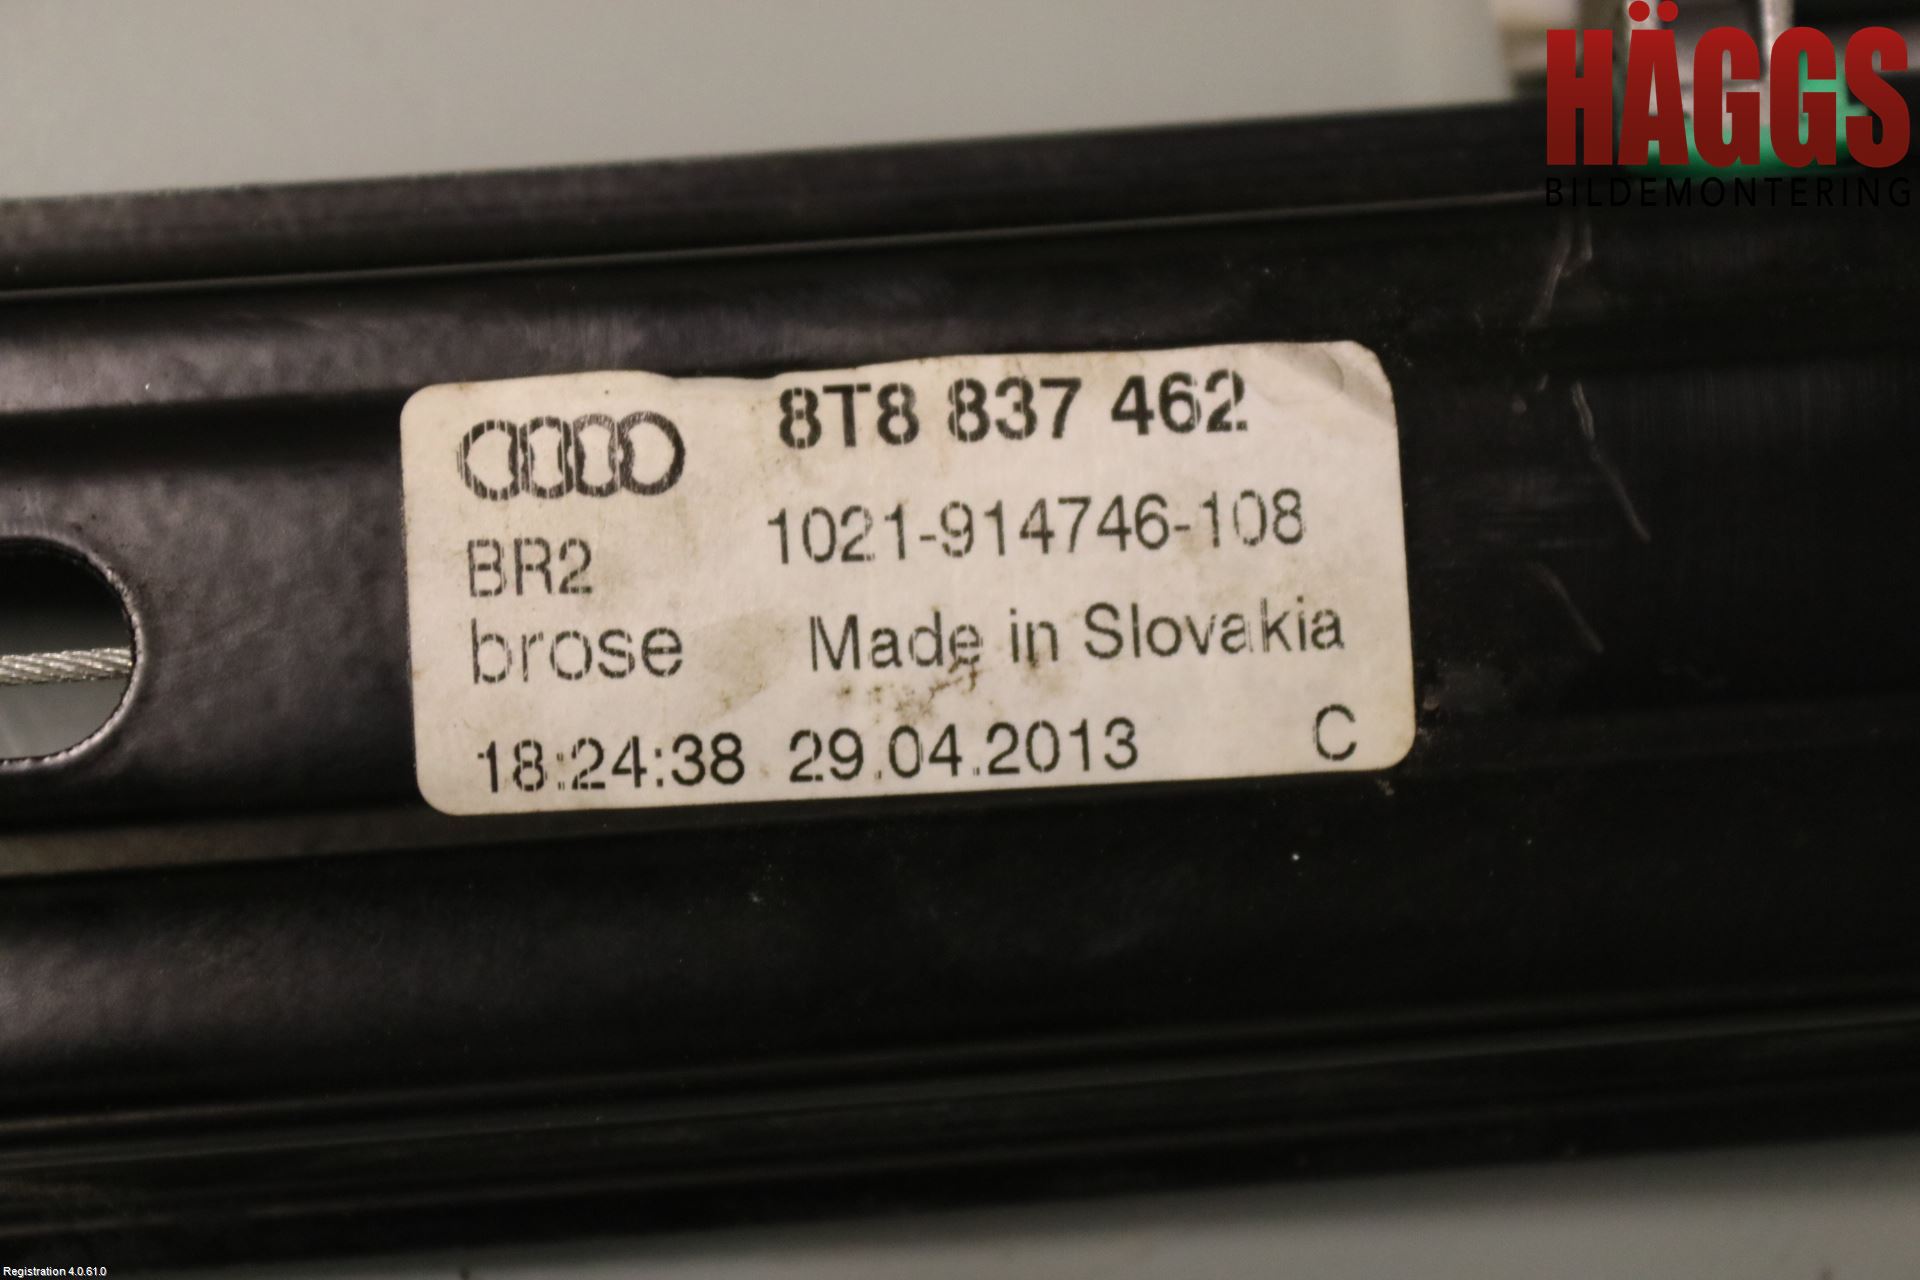 HÄGGS
BILDEMONTERING
8T8 837 462
1021-914746-108
BR2
brose Made in Slovakia
18:24:38 29.04.2013 C
Registration 4.0.61.0